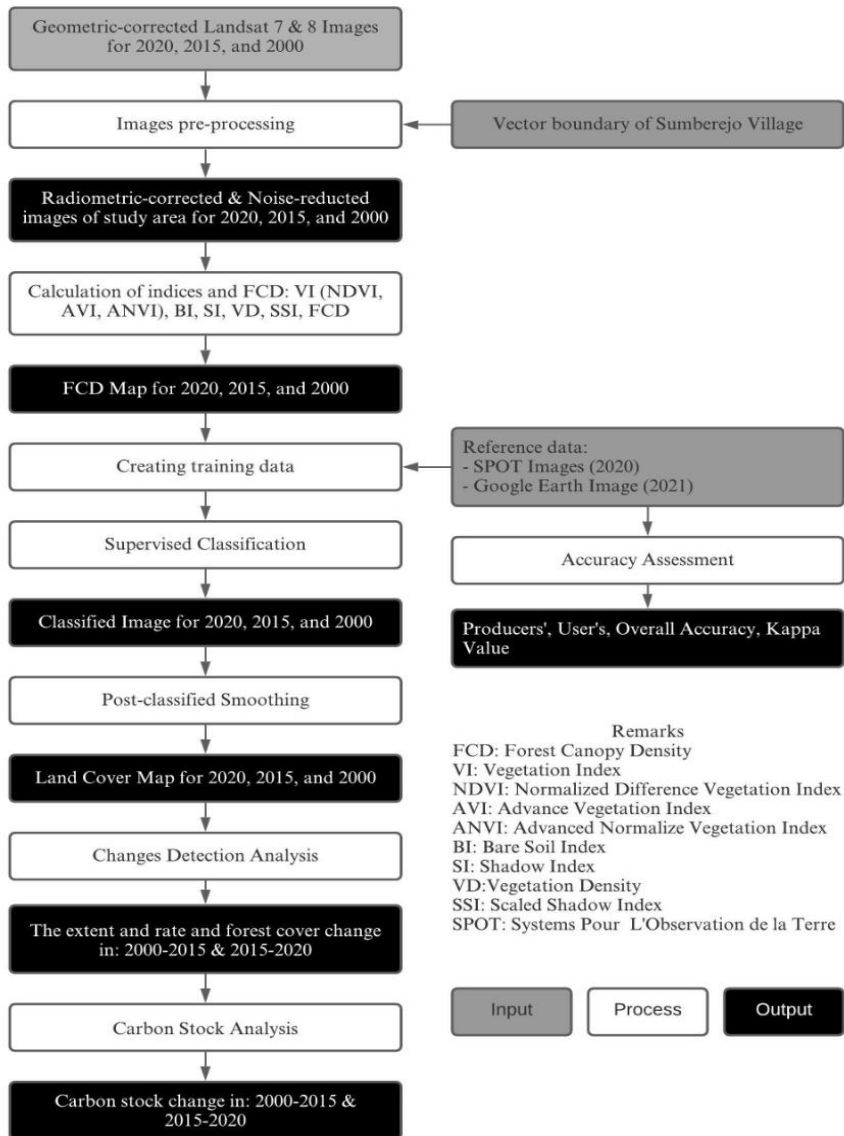 Geometric-corrected Landsat 7 & 8 Images
for 2020, 2015, and 2000
Images pre-processing
Vector boundary of Sumberejo Village
Radiometric-corrected & Noise-reducted
images of study area for 2020, 2015, and 2000
Calculation of indices and FCD: VI (NDVI,
AVI, ANVI), BI, SI, VD, SSI, FCD
FCD Map for 2020, 2015, and 2000
Creating training data
Reference data:
- SPOT Images (2020)
- Google Earth Image (2021)
Supervised Classification
Accuracy Assessment
Classified Image for 2020, 2015, and 2000
Producers', User's, Overall Accuracy, Kappa
Value
Post-classified Smoothing
Land Cover Map for 2020, 2015, and 2000
Changes Detection Analysis
The extent and rate and forest cover change
in: 2000-2015 & 2015-2020
Carbon Stock Analysis
Carbon stock change in: 2000-2015 &
2015-2020
Remarks
FCD: Forest Canopy Density
VI: Vegetation Index
NDVI: Normalized Difference Vegetation Index
AVI: Advance Vegetation Index
ANVI: Advanced Normalize Vegetation Index
BI: Bare Soil Index
SI: Shadow Index
VD:Vegetation Density
SSI: Scaled Shadow Index
SPOT: Systems Pour L'Observation de la Terre
Input
Process
Output